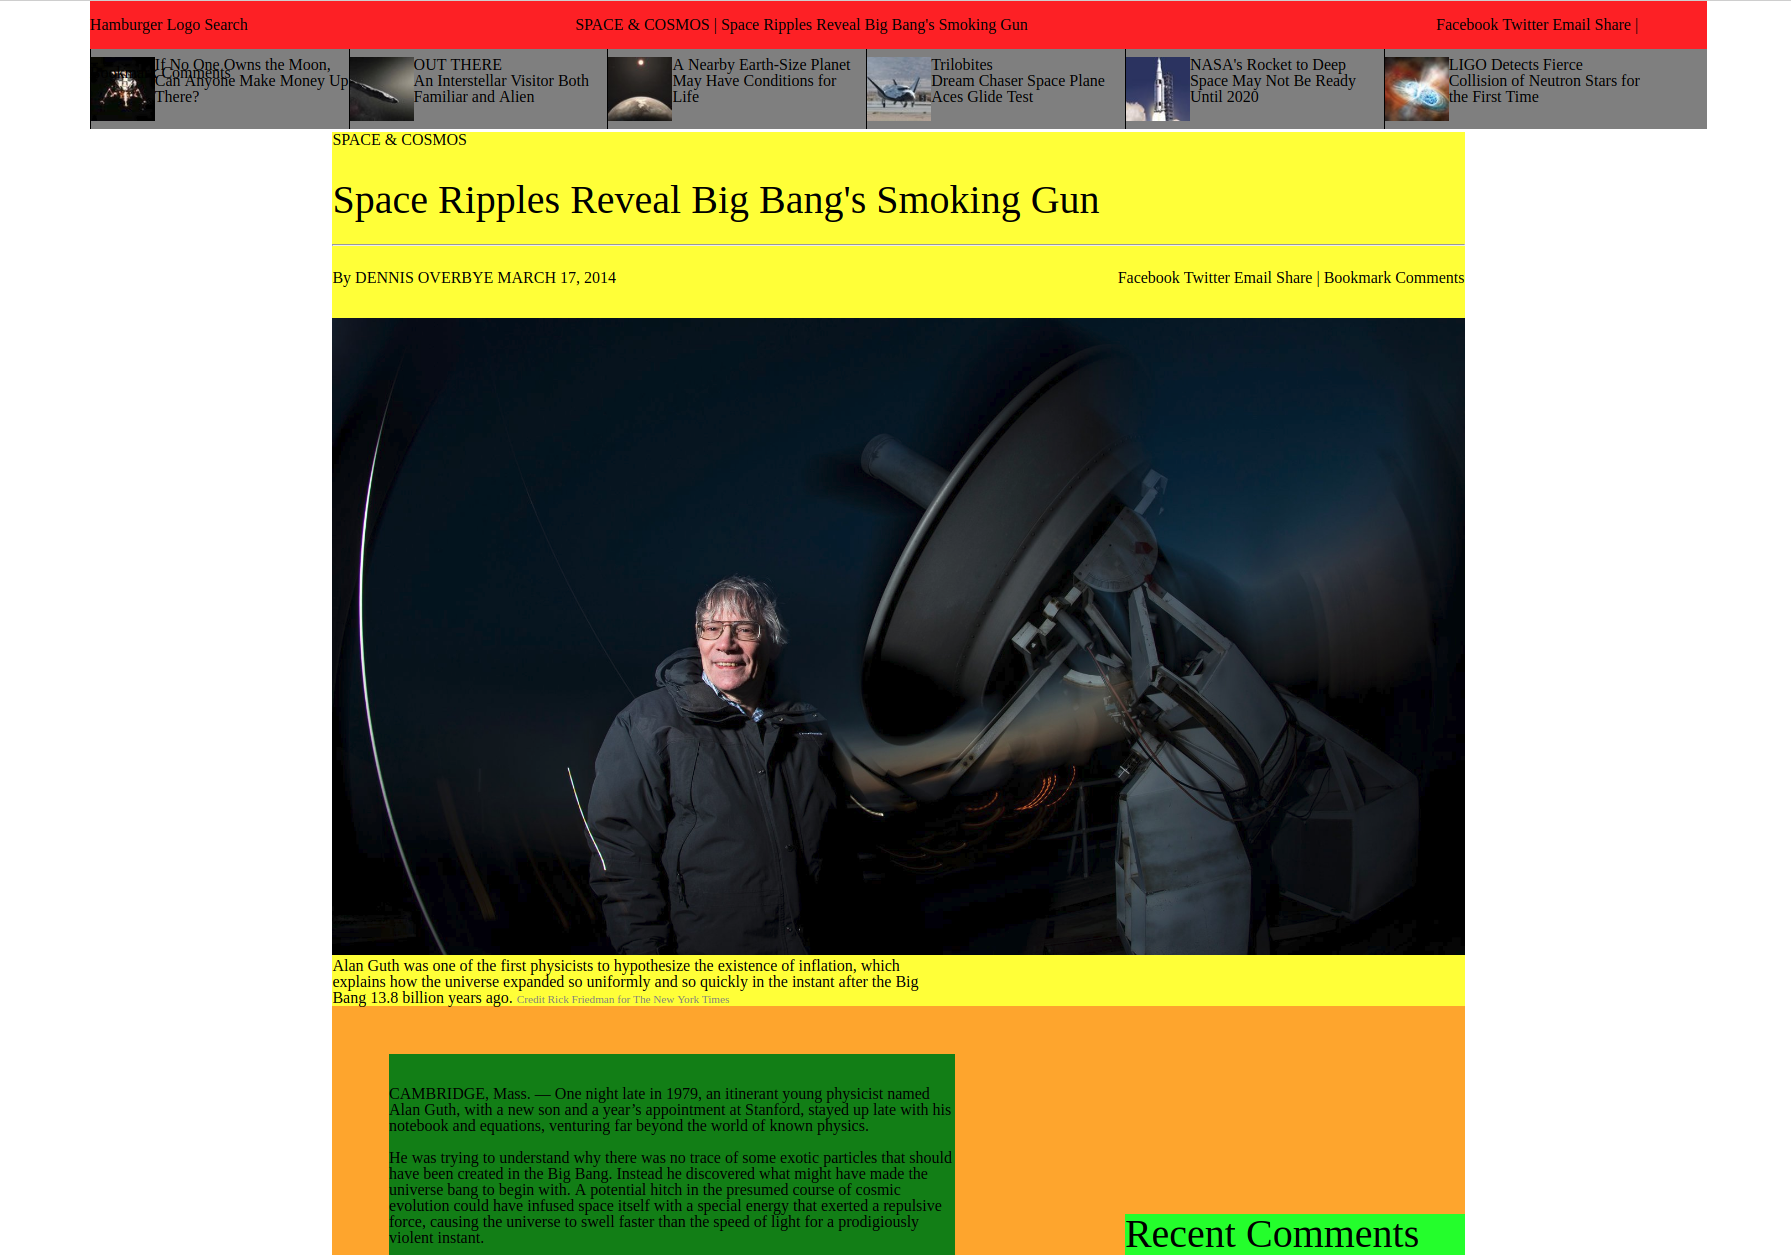 Hamburger Logo Search
SPACE & COSMOS | Space Ripples Reveal Big Bang's Smoking Gun
Facebook Twitter Email Share |
Comments
If No One Owns the Moon,
Can Anyone Make Money Up
There?
OUT THERE
An Interstellar Visitor Both
Familiar and Alien
A Nearby Earth-Size Planet
May Have Conditions for
Life
Trilobites
Dream Chaser Space Plane
Aces Glide Test
NASA's Rocket to Deep
Space May Not Be Ready
Until 2020
LIGO Detects Fierce
Collision of Neutron Stars for
the First Time
SPACE & COSMOS
Space Ripples Reveal Big Bang's Smoking Gun
By DENNIS OVERBYE MARCH 17, 2014
Facebook Twitter Email Share | Bookmark Comments
Alan Guth was one of the first physicists to hypothesize the existence of inflation, which
explains how the universe expanded so uniformly and so quickly in the instant after the Big
Bang 13.8 billion years ago. Credit Rick Friedman for The New York Times
CAMBRIDGE, Mass. — One night late in 1979, an itinerant young physicist named
Alan Guth, with a new son and a year’s appointment at Stanford, stayed up late with his
notebook and equations, venturing far beyond the world of known physics.
He was trying to understand why there was no trace of some exotic particles that should
have been created in the Big Bang. Instead he discovered what might have made the
universe bang to begin with. A potential hitch in the presumed course of cosmic
evolution could have infused space itself with a special energy that exerted a repulsive
force, causing the universe to swell faster than the speed of light for a prodigiously
violent instant.
Recent Comments